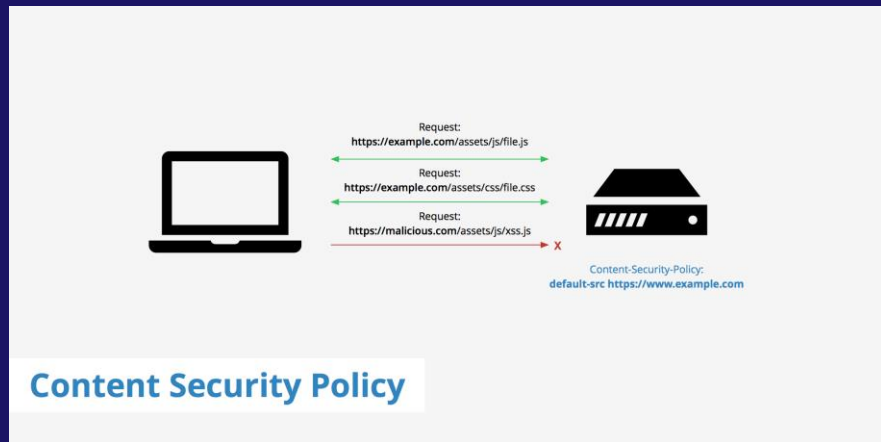 Request:
https://example.com/assets/js/file.js
Request:
https://example.com/assets/css/file.css
Request:
https://malicious.com/assets/js/xss.js
X
Content-Security-Policy:
default-src https://www.example.com
Content Security Policy